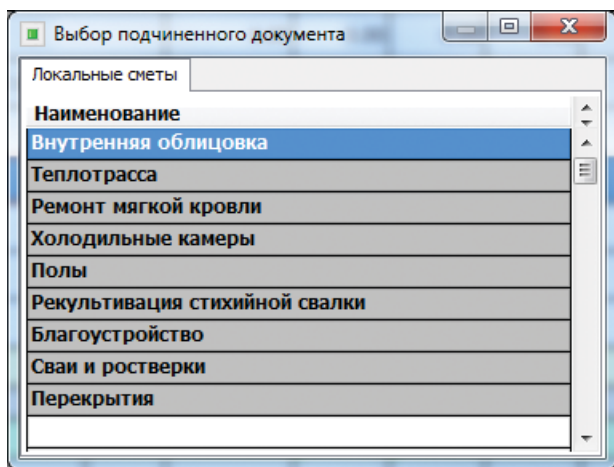 Выбор подчиненного документа
Локальные сметы
Наименование
Внутренняя облицовка
Теплотрасса
Ремонт мягкой кровли
Холодильные камеры
Полы
Рекультивация стихийной свалки
Благоустройство
Сваи и ростверки
Перекрытия